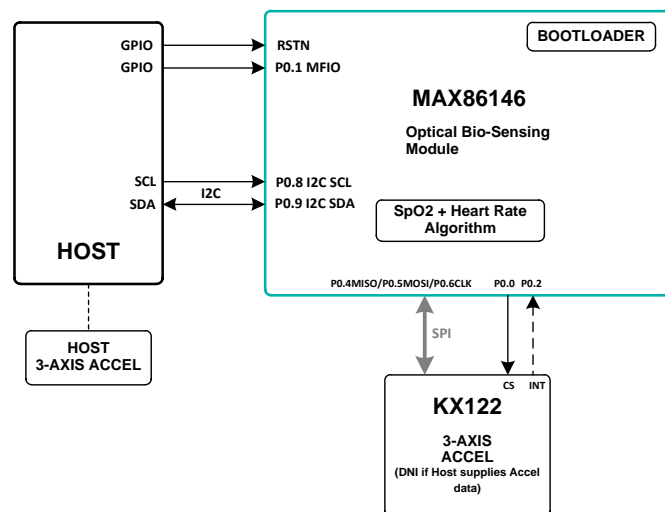 GPIO
GPIO
RSTN
P0.1 MFIO
BOOTLOADER
MAX86146
Optical Bio-Sensing
Module
SCL
SDA
I2C
P0.8 I2C SCL
P0.9 I2C SDA
SpO2 + Heart Rate
Algorithm
HOST
P0.4MISO/P0.5MOSI/P0.6CLK P0.0 P0.2
HOST
3-AXIS ACCEL
SPI
CS INT
KX122
3-AXIS
ACCEL
(DNI if Host supplies Accel
data)